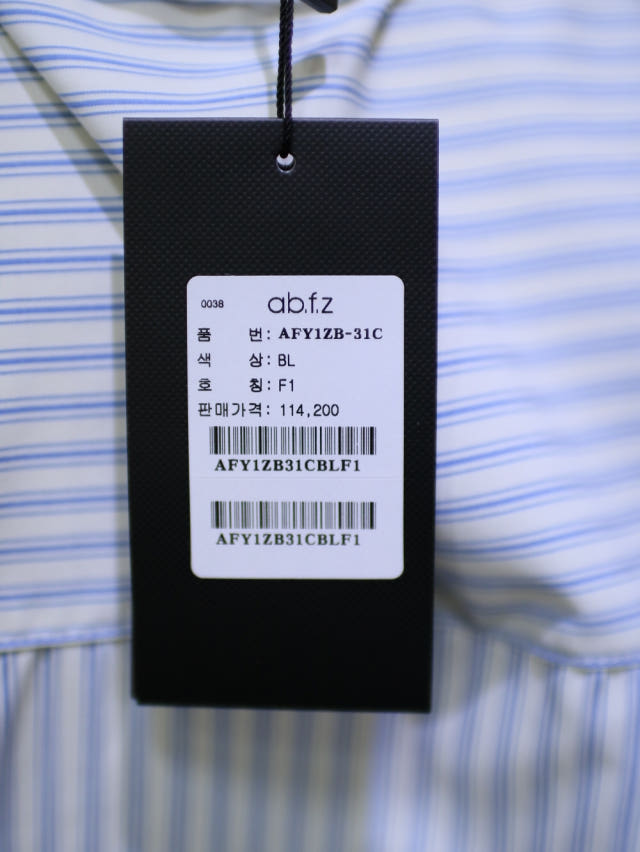 0038 ab.f.z
품 번: AFY1ZB-31C
색 상: BL
호 칭: F1
판매가격: 114,200
AFY1ZB31CBLF1
AFY1ZB31CBLF1